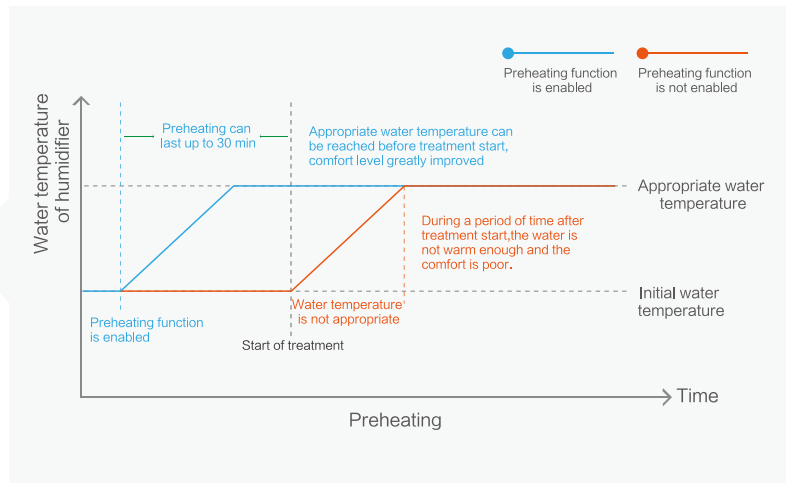 Preheating function
is enabled
Preheating function
is not enabled
Water temperature
of humidifier
Preheating can
last up to 30 min
Appropriate water temperature can
be reached before treatment start,
comfort level greatly improved
Appropriate water
temperature
During a period of time after
treatment start,the water is
not warm enough and the
comfort is poor.
Initial water
temperature
Water temperature
is not appropriate
Preheating function
is enabled
Start of treatment
Time
Preheating